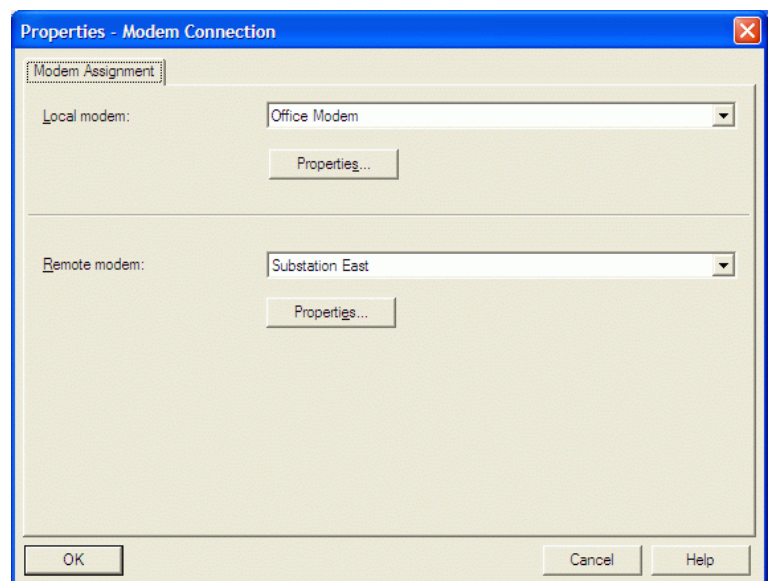 Properties - Modem Connection
Modem Assignment
Local modem:
Office Modem
Properties...
Remote modem:
Substation East
Properties...
OK
Cancel
Help